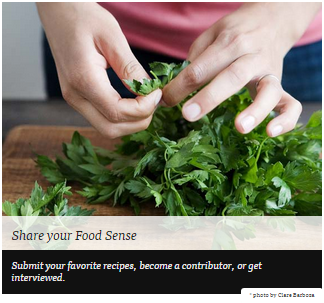 Share your Food Sense
Submit your favorite recipes, become a contributor, or get
interviewed.
* photo by Clare Barboza